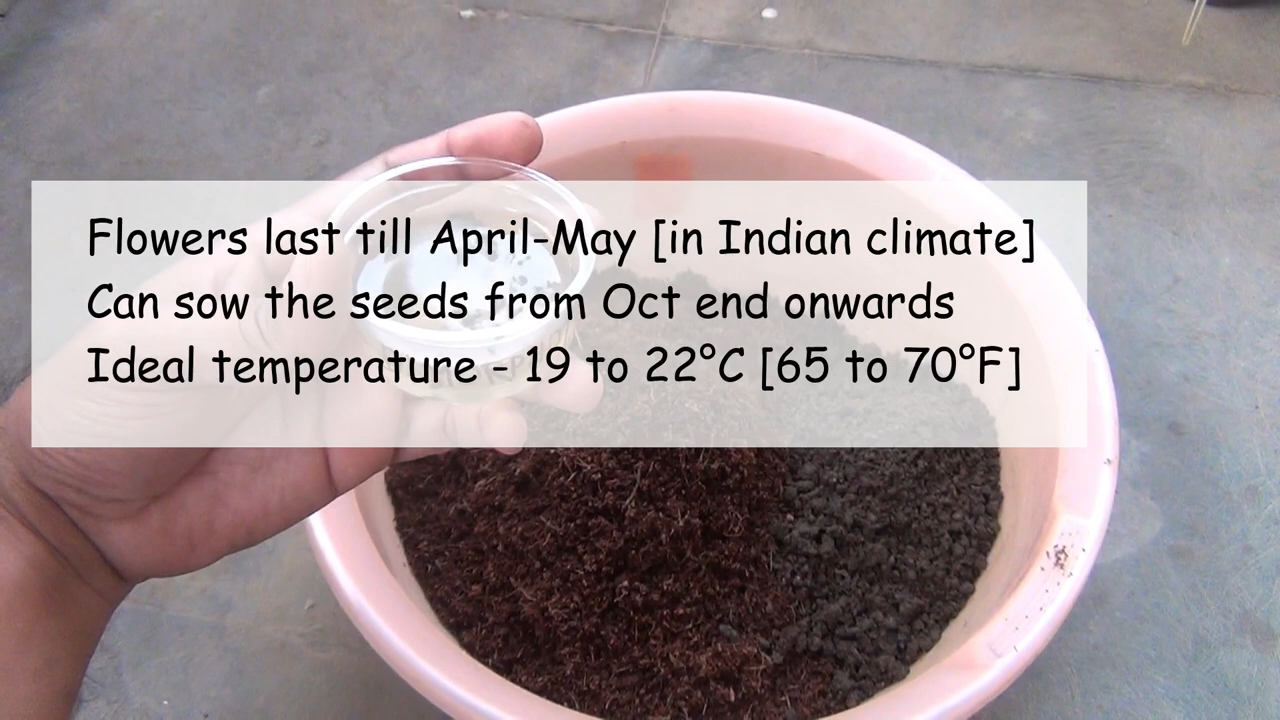 Flowers last till April-May [in Indian climate]
Can sow the seeds from Oct end onwards
Ideal temperature - 19 to 22°C [65 to 70°F]